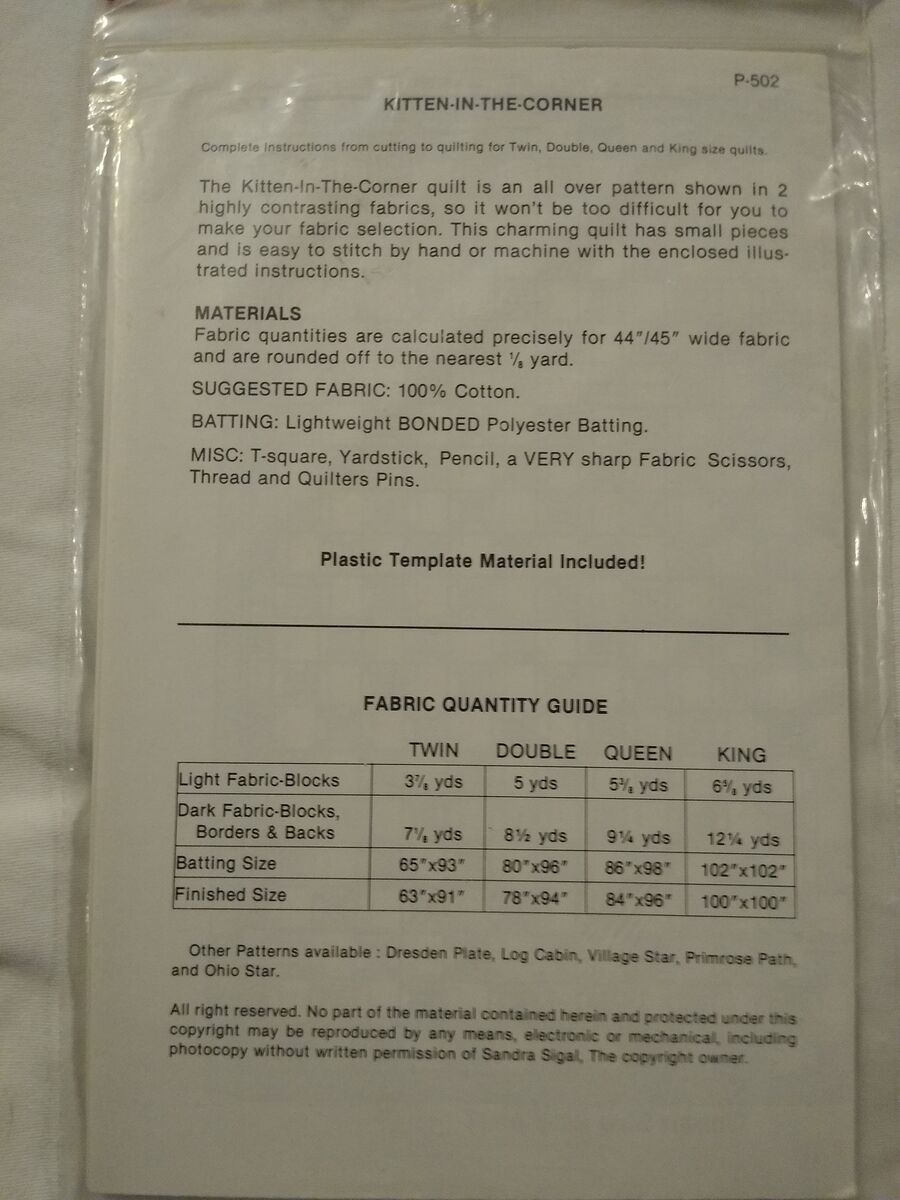 P-502
KITTEN-IN-THE-CORNER
Complete instructions from cutting to quilting for Twin, Double, Queen and King size quilts.
The Kitten-In-The-Corner quilt is an all over pattern shown in 2
highly contrasting fabrics, so it won't be too difficult for you to
make your fabric selection. This charming quilt has small pieces
and is easy to stitch by hand or machine with the enclosed illus-
trated instructions.
MATERIALS
Fabric quantities are calculated precisely for 44"/45" wide fabric
and are rounded off to the nearest ⅛ yard.
SUGGESTED FABRIC: 100% Cotton.
BATTING: Lightweight BONDED Polyester Batting.
MISC: T-square, Yardstick, Pencil, a VERY sharp Fabric Scissors,
Thread and Quilters Pins.
Plastic Template Material Included!
FABRIC QUANTITY GUIDE
TWIN DOUBLE QUEEN KING
Light Fabric-Blocks 3⅞ yds 5 yds 5⅜ yds 6⅝ yds
Dark Fabric-Blocks,
Borders & Backs 7⅛ yds 8½ yds 9¼ yds 12¼ yds
Batting Size 65"x93" 80"x96" 86"x98" 102"x102"
Finished Size 63"x91" 78"x94" 84"x96" 100"x100"
Other Patterns available : Dresden Plate, Log Cabin, Village Star, Primrose Path,
and Ohio Star.
All right reserved. No part of the material contained herein and protected under this
copyright may be reproduced by any means, electronic or mechanical, including
photocopy without written permission of Sandra Sigal, The copyright owner.